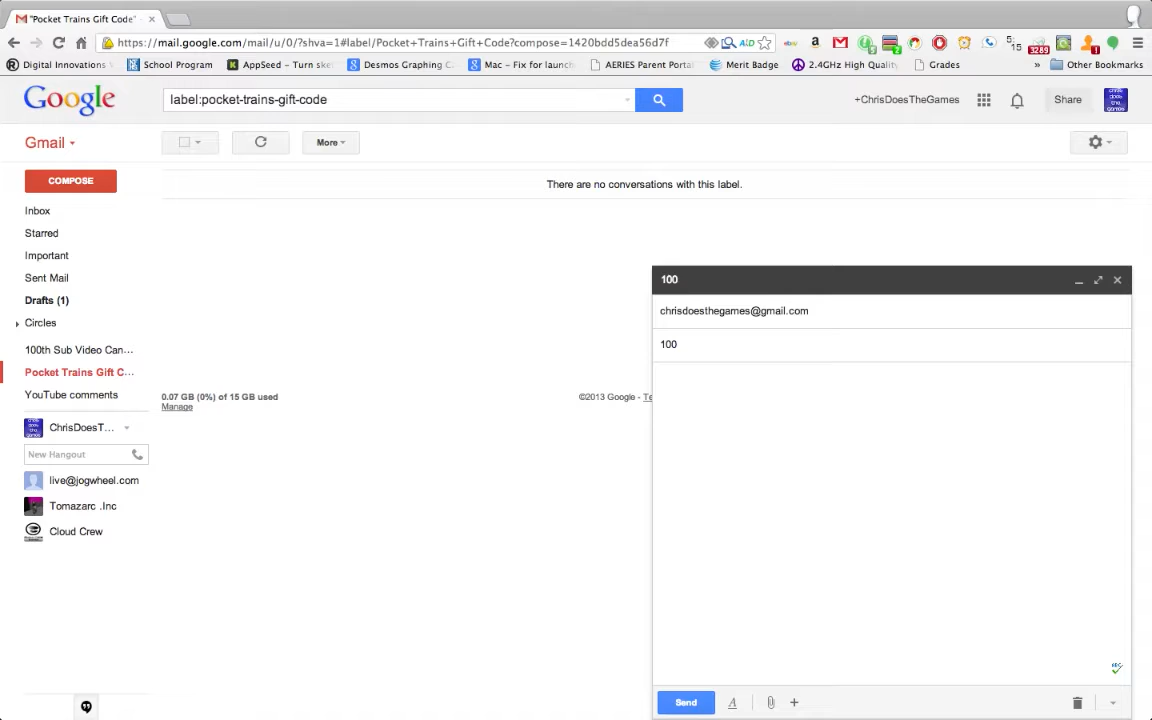 "Pocket Trains Gift Code"
https://mail.google.com/mail/u/0/?shva=1#label/Pocket+Trains+Gift+Code?compose=1420bdd5dea56d7f
Digital Innovations
School Program
AppSeed – Turn ske
Desmos Graphing C
Mac – Fix for launch
AERIES Parent Portal
Merit Badge
2.4GHz High Quality
Grades
»
Other Bookmarks
Google
label:pocket-trains-gift-code
+ChrisDoesTheGames
Share
Gmail
More
COMPOSE
There are no conversations with this label.
Inbox
Starred
Important
Sent Mail
Drafts (1)
Circles
100th Sub Video Can...
Pocket Trains Gift C...
YouTube comments
ChrisDoesT...
New Hangout
live@jogwheel.com
Tomazarc .Inc
Cloud Crew
0.07 GB (0%) of 15 GB used
Manage
©2013 Google - Te
100
chrisdoesthegames@gmail.com
100
Send